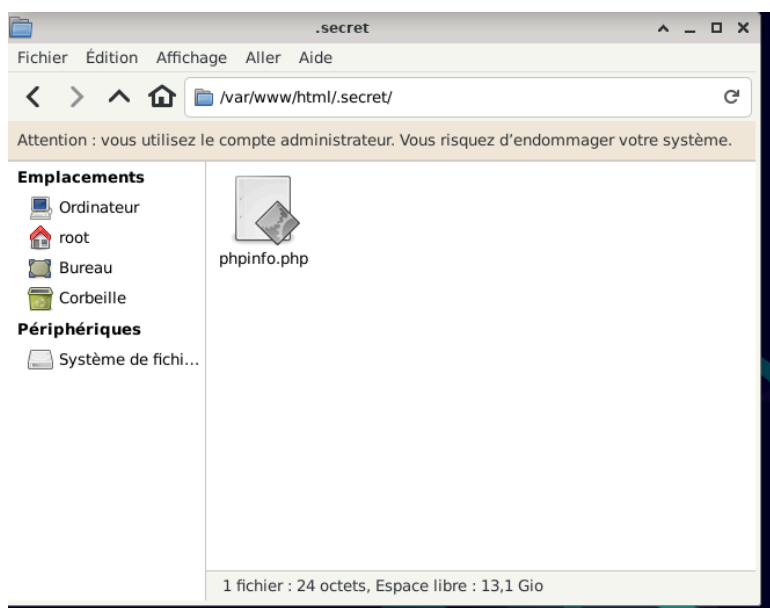 .secret
Fichier Édition Affichage Aller Aide
/var/www/html/.secret/
Attention : vous utilisez le compte administrateur. Vous risquez d’endommager votre système.
Emplacements
Ordinateur
root
Bureau
Corbeille
Périphériques
Système de fichi...
phpinfo.php
1 fichier : 24 octets, Espace libre : 13,1 Gio